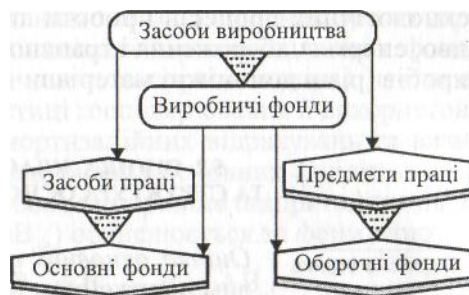 Засоби виробництва
Виробничі фонди
Засоби праці
Предмети праці
Основні фонди
Оборотні фонди